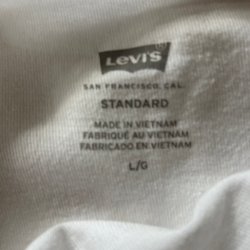 Levi's®
SAN FRANCISCO, CAL.
STANDARD
MADE IN VIETNAM
FABRIQUÉ AU VIETNAM
FABRICADO EN VIETNAM
L/G